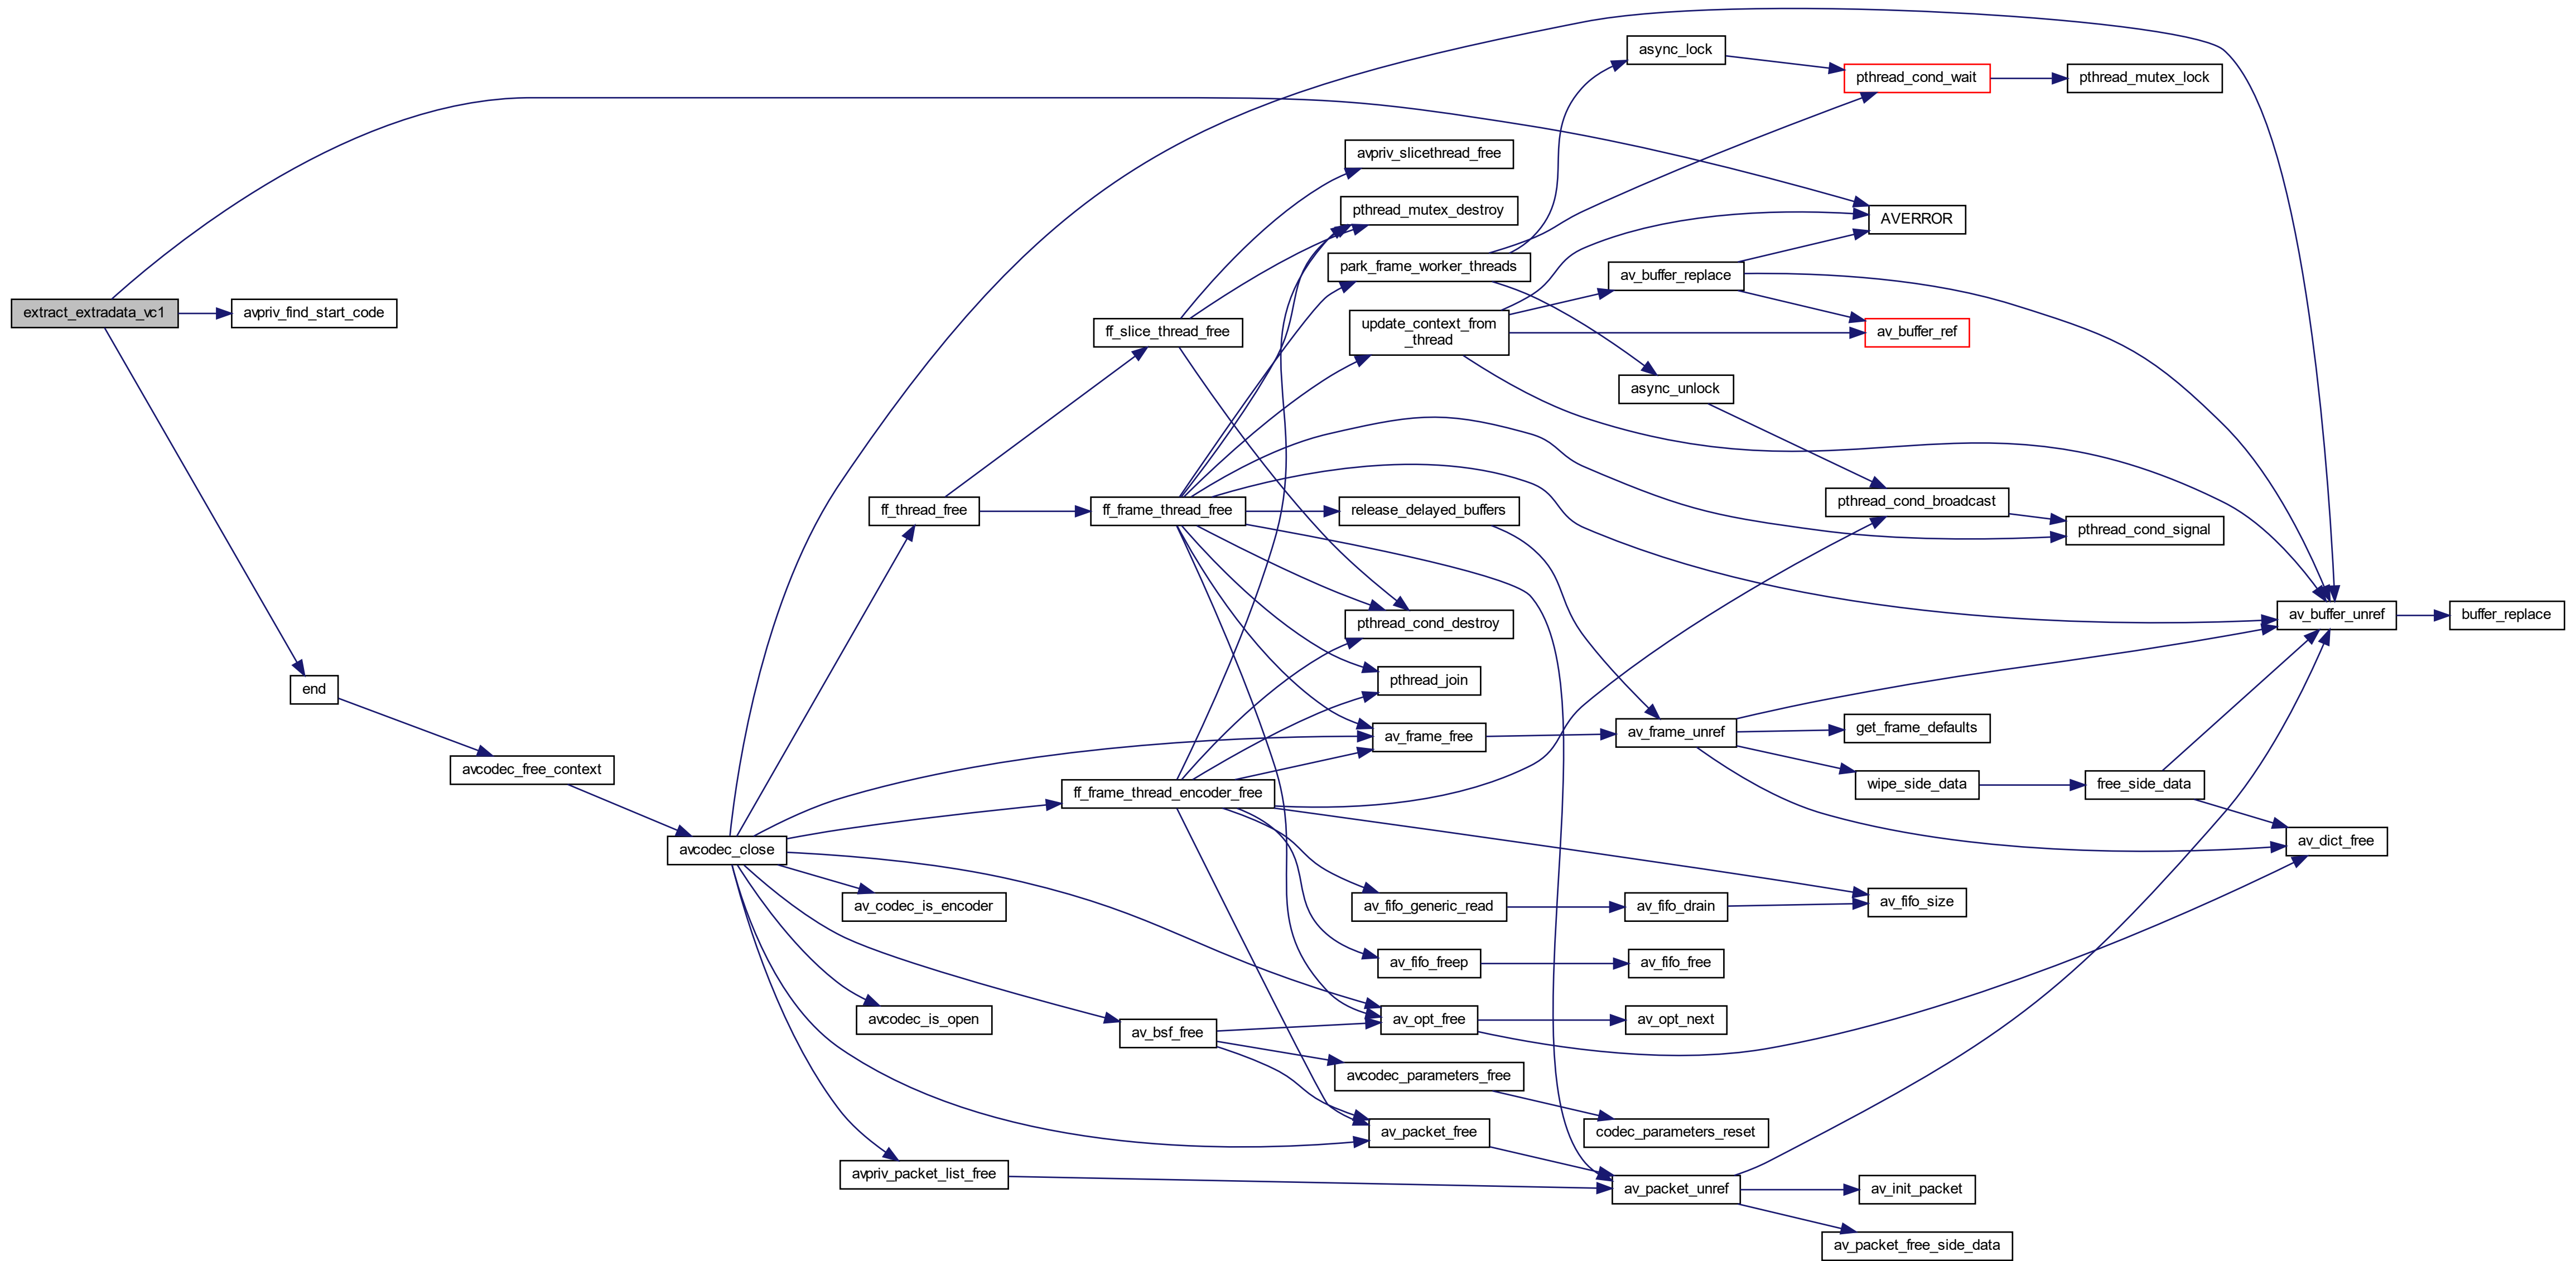 extract_extradata_vc1
avpriv_find_start_code
end
avcodec_free_context
avcodec_close
ff_thread_free
av_codec_is_encoder
avcodec_is_open
avpriv_packet_list_free
ff_slice_thread_free
ff_frame_thread_free
ff_frame_thread_encoder_free
av_bsf_free
avpriv_slicethread_free
pthread_mutex_destroy
park_frame_worker_threads
update_context_from
_thread
release_delayed_buffers
pthread_cond_destroy
pthread_join
av_frame_free
av_fifo_generic_read
av_fifo_freep
av_opt_free
avcodec_parameters_free
av_packet_free
async_lock
av_buffer_replace
async_unlock
av_frame_unref
av_fifo_drain
av_fifo_free
av_opt_next
codec_parameters_reset
av_packet_unref
pthread_cond_wait
AVERROR
av_buffer_ref
pthread_cond_broadcast
get_frame_defaults
wipe_side_data
av_fifo_size
av_init_packet
av_packet_free_side_data
pthread_mutex_lock
pthread_cond_signal
free_side_data
av_buffer_unref
av_dict_free
buffer_replace